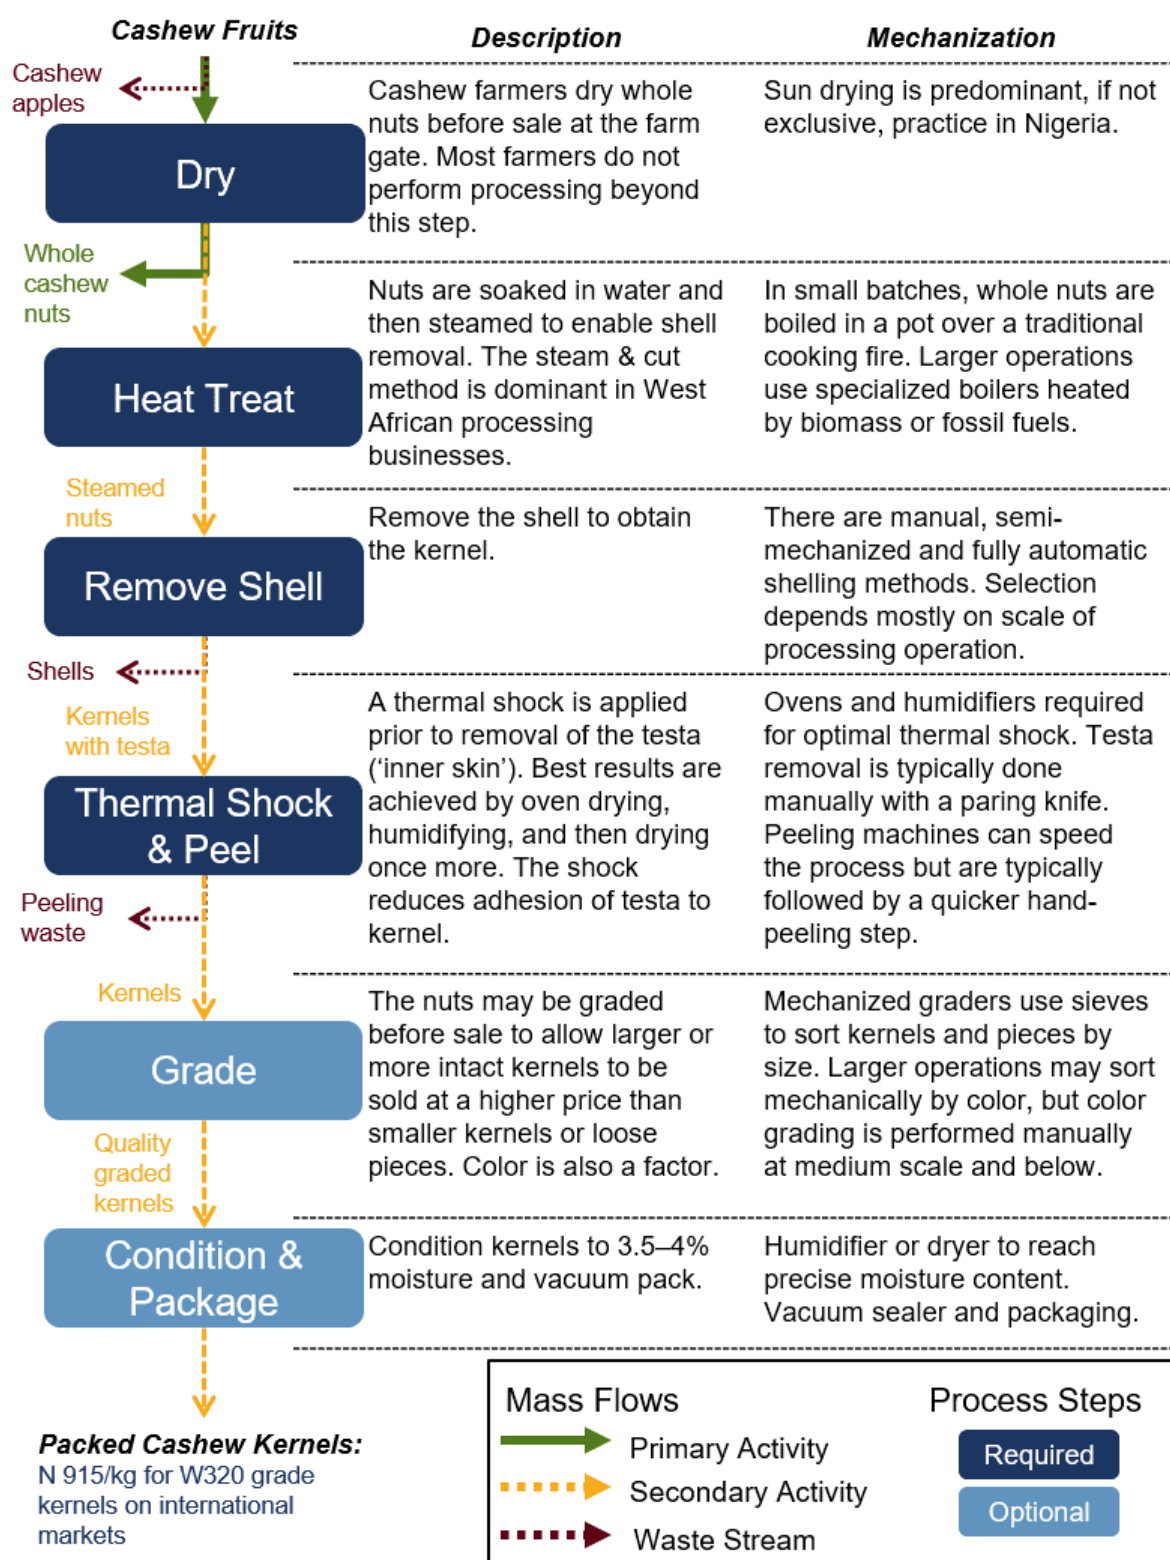 Cashew Fruits
Description
Mechanization
Cashew
apples
Cashew farmers dry whole
nuts before sale at the farm
gate. Most farmers do not
perform processing beyond
this step.
Sun drying is predominant, if not
exclusive, practice in Nigeria.
Dry
Whole
cashew
nuts
Nuts are soaked in water and
then steamed to enable shell
removal. The steam & cut
method is dominant in West
African processing
businesses.
In small batches, whole nuts are
boiled in a pot over a traditional
cooking fire. Larger operations
use specialized boilers heated
by biomass or fossil fuels.
Heat Treat
Steamed
nuts
Remove the shell to obtain
the kernel.
There are manual, semi-
mechanized and fully automatic
shelling methods. Selection
depends mostly on scale of
processing operation.
Remove Shell
Shells
Kernels
with testa
A thermal shock is applied
prior to removal of the testa
(‘inner skin’). Best results are
achieved by oven drying,
humidifying, and then drying
once more. The shock
reduces adhesion of testa to
kernel.
Ovens and humidifiers required
for optimal thermal shock. Testa
removal is typically done
manually with a paring knife.
Peeling machines can speed
the process but are typically
followed by a quicker hand-
peeling step.
Thermal Shock
& Peel
Peeling
waste
Kernels
The nuts may be graded
before sale to allow larger or
more intact kernels to be
sold at a higher price than
smaller kernels or loose
pieces. Color is also a factor.
Mechanized graders use sieves
to sort kernels and pieces by
size. Larger operations may sort
mechanically by color, but color
grading is performed manually
at medium scale and below.
Grade
Quality
graded
kernels
Condition kernels to 3.5–4%
moisture and vacuum pack.
Humidifier or dryer to reach
precise moisture content.
Vacuum sealer and packaging.
Condition &
Package
Packed Cashew Kernels:
N 915/kg for W320 grade
kernels on international
markets
Mass Flows
Primary Activity
Secondary Activity
Waste Stream
Process Steps
Required
Optional